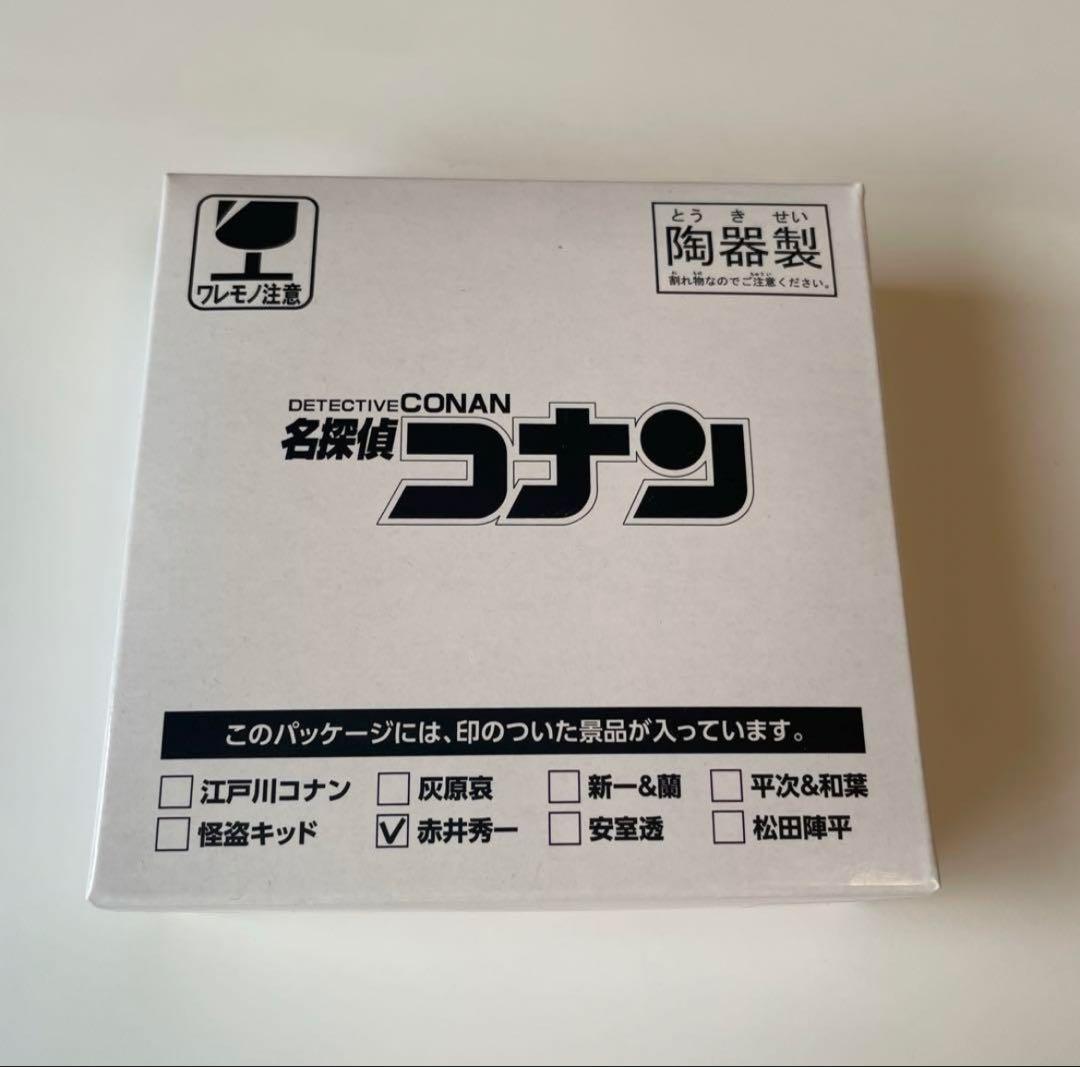 ワレモノ注意
とうきせい
陶器製
割れ物なのでご注意ください。
DETECTIVE CONAN
名探偵コナン
このパッケージには、印のついた景品が入っています。
江戸川コナン 灰原哀 新一&蘭 平次&和葉
怪盗キッド 赤井秀一 安室透 松田陣平